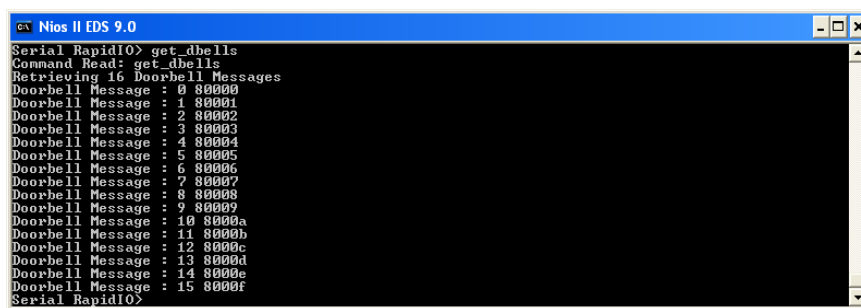 Nios II EDS 9.0
Serial RapidIO> get_dbells
Command Read: get_dbells
Retrieving 16 Doorbell Messages
Doorbell Message : 0 80000
Doorbell Message : 1 80001
Doorbell Message : 2 80002
Doorbell Message : 3 80003
Doorbell Message : 4 80004
Doorbell Message : 5 80005
Doorbell Message : 6 80006
Doorbell Message : 7 80007
Doorbell Message : 8 80008
Doorbell Message : 9 80009
Doorbell Message : 10 8000a
Doorbell Message : 11 8000b
Doorbell Message : 12 8000c
Doorbell Message : 13 8000d
Doorbell Message : 14 8000e
Doorbell Message : 15 8000f
Serial RapidIO>